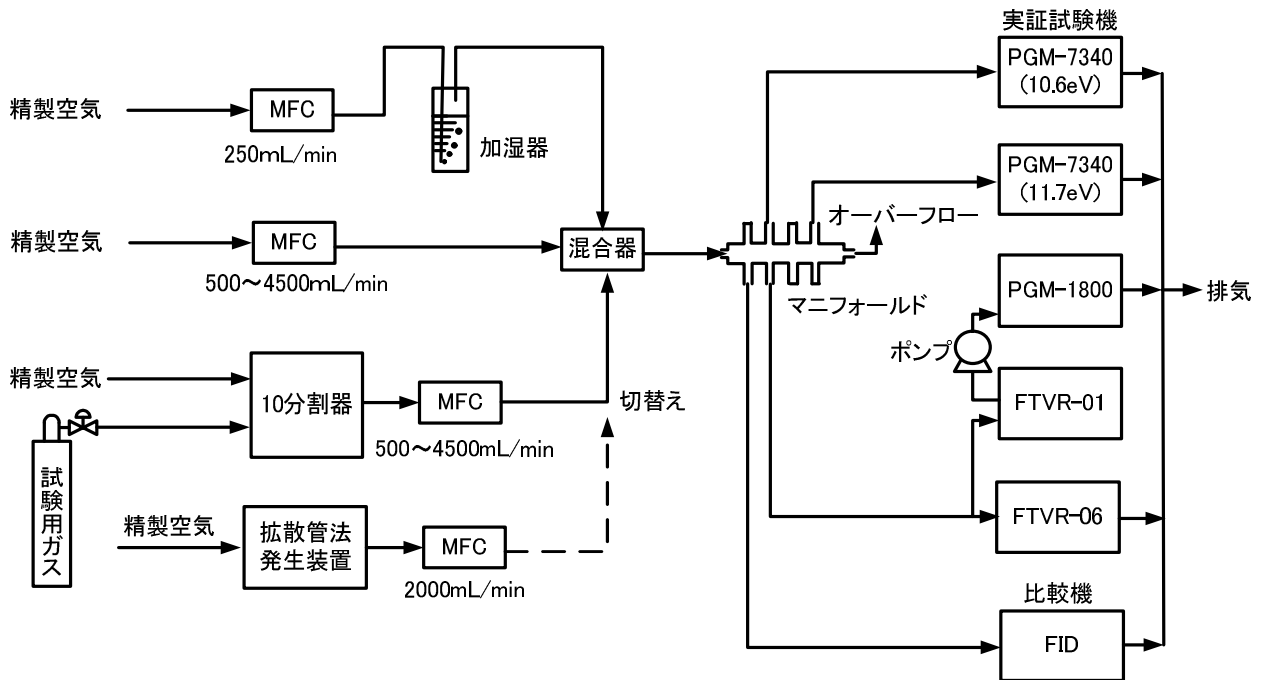 実証試験機
PGM-7340
(10.6eV)
精製空気
MFC
250mL/min
加湿器
PGM-7340
(11.7eV)
オーバーフロー
精製空気
MFC
500～4500mL/min
混合器
マニフォールド
PGM-1800
排気
ポンプ
精製空気
10分割器
MFC
500～4500mL/min
切替え
FTVR-01
試験用ガス
精製空気
拡散管法
発生装置
MFC
2000mL/min
FTVR-06
比較機
FID